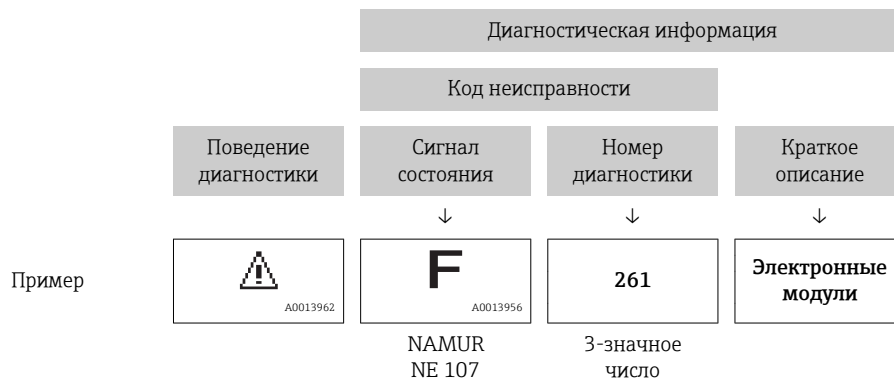 Диагностическая информация
Код неисправности
Поведение
диагностики
Сигнал
состояния
Номер
диагностики
Краткое
описание
↓
↓
↓
Пример
A0013962
F
A0013956
261
Электронные
модули
NAMUR
NE 107
3-значное
число